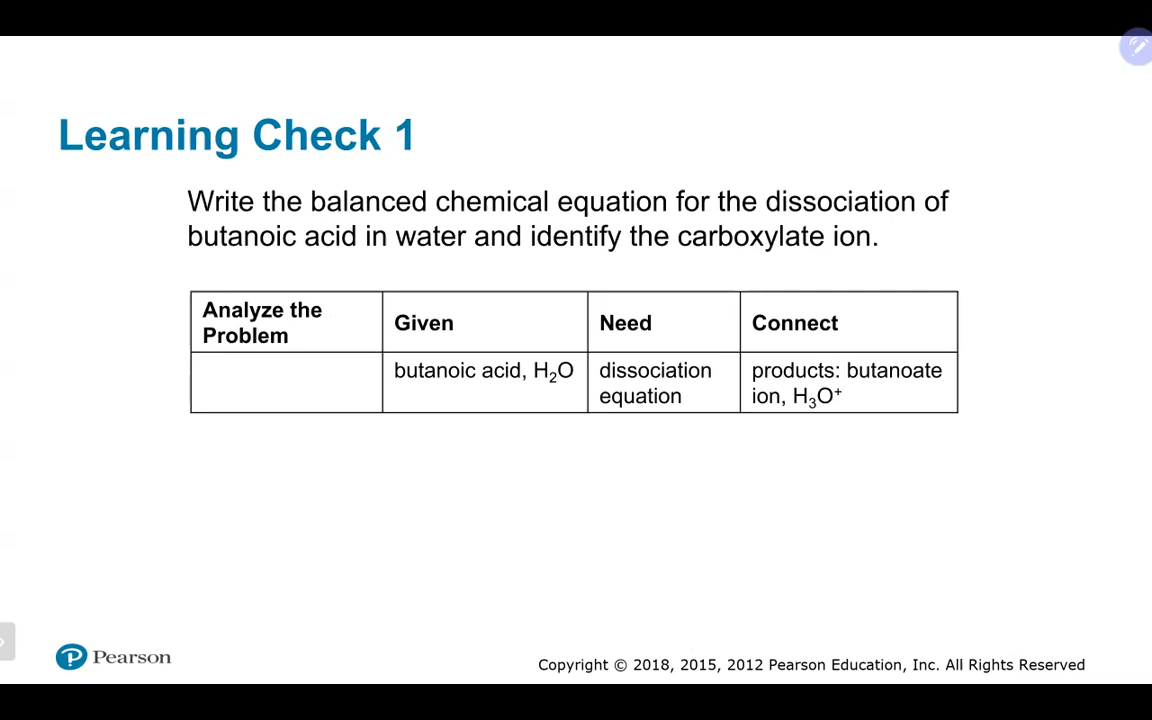 Learning Check 1
Write the balanced chemical equation for the dissociation of
butanoic acid in water and identify the carboxylate ion.
Analyze the
Problem
Given
Need
Connect
butanoic acid, H₂O
dissociation
equation
products: butanoate
ion, H₃O⁺
Pearson
Copyright © 2018, 2015, 2012 Pearson Education, Inc. All Rights Reserved